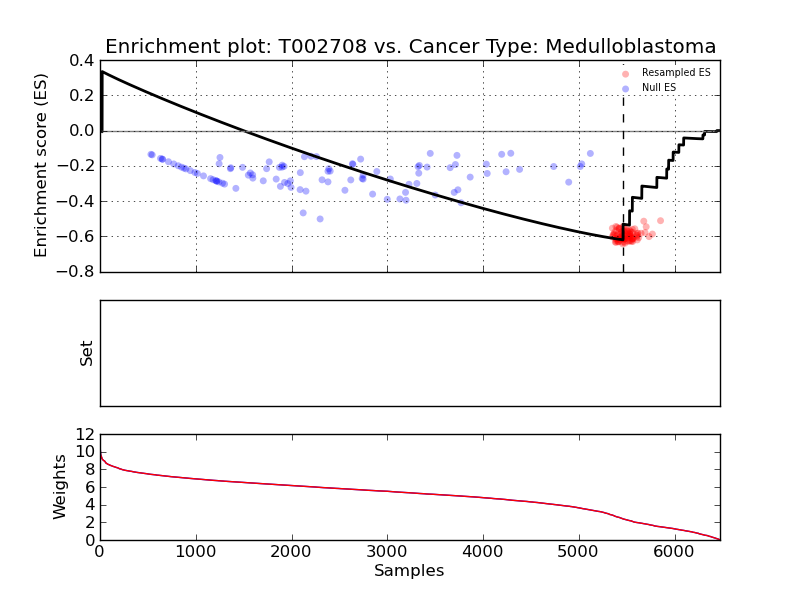 Enrichment plot: T002708 vs. Cancer Type: Medulloblastoma
Enrichment score (ES)
0.4
0.2
0.0
−0.2
−0.4
−0.6
−0.8
Resampled ES
Null ES
Set
Weights
12
10
8
6
4
2
0
0 1000 2000 3000 4000 5000 6000
Samples